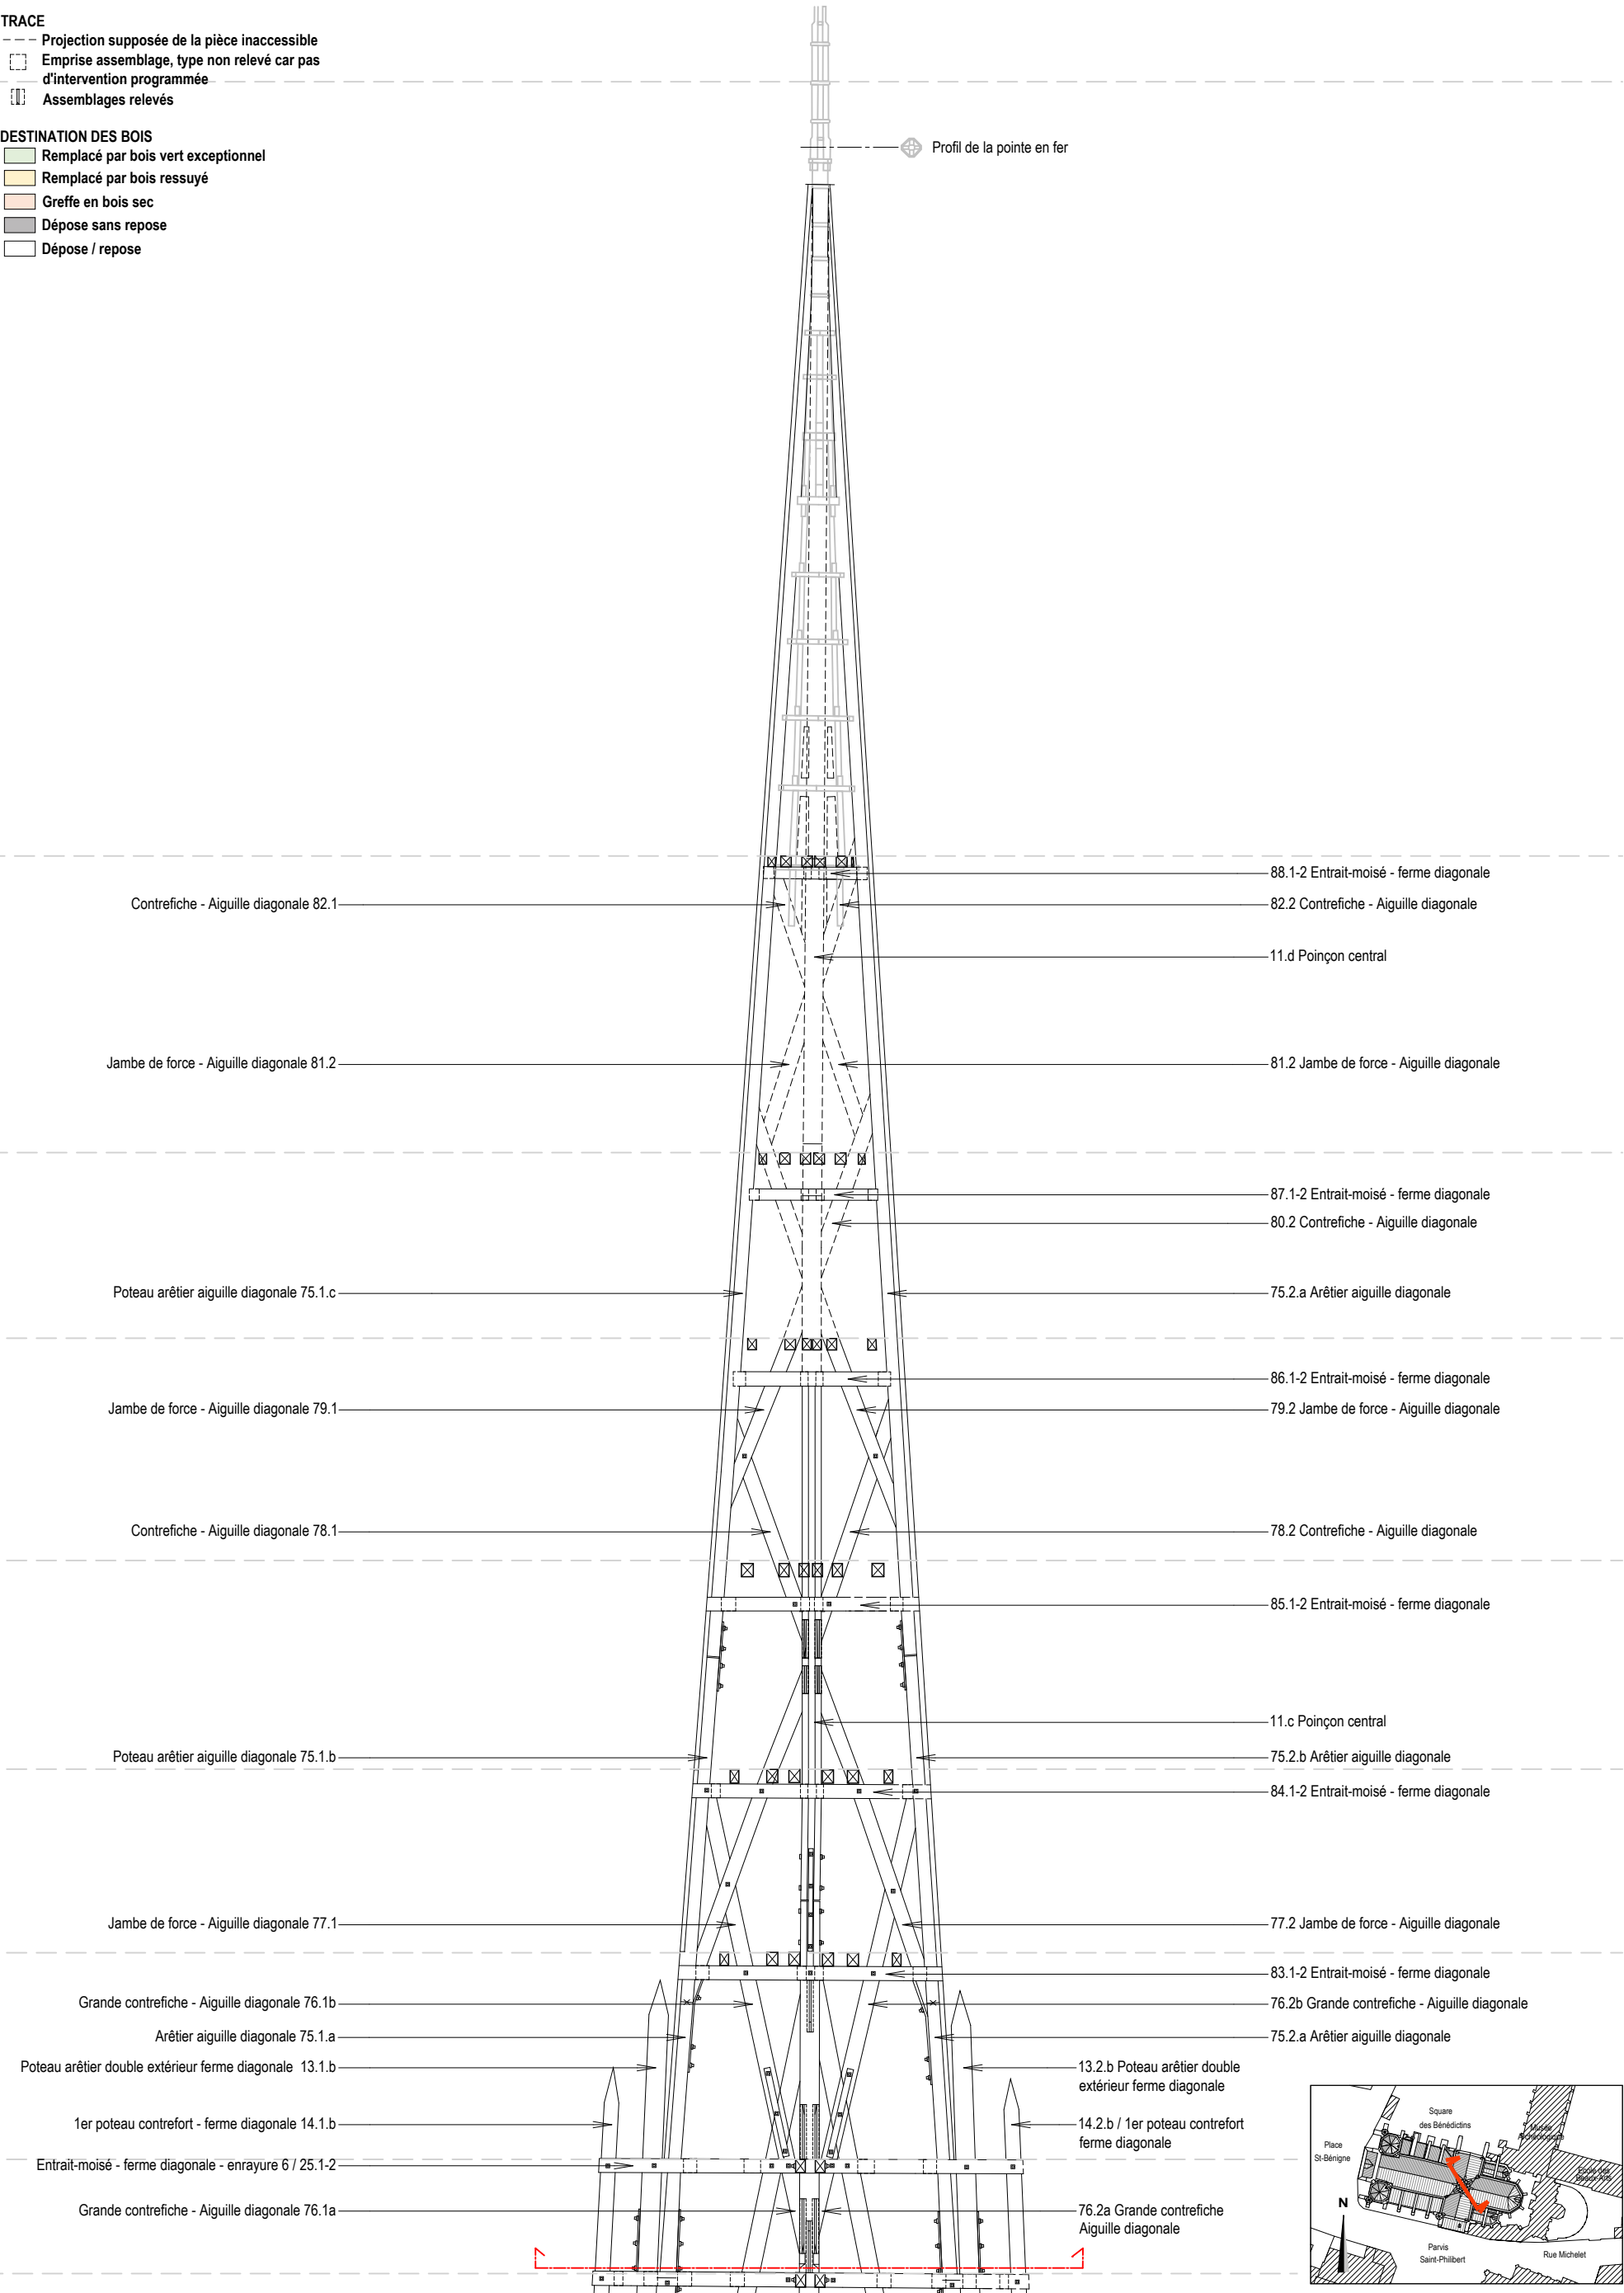 TRACE
Projection supposée de la pièce inaccessible
Emprise assemblage, type non relevé car pas
d'intervention programmée
Assemblages relevés
DESTINATION DES BOIS
Remplacé par bois vert exceptionnel
Remplacé par bois ressuyé
Greffe en bois sec
Dépose sans repose
Dépose / repose
Profil de la pointe en fer
88.1-2 Entrait-moisé - ferme diagonale
Contrefiche - Aiguille diagonale 82.1
82.2 Contrefiche - Aiguille diagonale
11.d Poinçon central
Jambe de force - Aiguille diagonale 81.2
81.2 Jambe de force - Aiguille diagonale
87.1-2 Entrait-moisé - ferme diagonale
80.2 Contrefiche - Aiguille diagonale
Poteau arêtier aiguille diagonale 75.1.c
75.2.a Arêtier aiguille diagonale
86.1-2 Entrait-moisé - ferme diagonale
Jambe de force - Aiguille diagonale 79.1
79.2 Jambe de force - Aiguille diagonale
Contrefiche - Aiguille diagonale 78.1
78.2 Contrefiche - Aiguille diagonale
85.1-2 Entrait-moisé - ferme diagonale
11.c Poinçon central
Poteau arêtier aiguille diagonale 75.1.b
75.2.b Arêtier aiguille diagonale
84.1-2 Entrait-moisé - ferme diagonale
Jambe de force - Aiguille diagonale 77.1
77.2 Jambe de force - Aiguille diagonale
83.1-2 Entrait-moisé - ferme diagonale
Grande contrefiche - Aiguille diagonale 76.1b
76.2b Grande contrefiche - Aiguille diagonale
Arêtier aiguille diagonale 75.1.a
75.2.a Arêtier aiguille diagonale
Poteau arêtier double extérieur ferme diagonale 13.1.b
13.2.b Poteau arêtier double
extérieur ferme diagonale
1er poteau contrefort - ferme diagonale 14.1.b
14.2.b / 1er poteau contrefort
ferme diagonale
Entrait-moisé - ferme diagonale - enrayure 6 / 25.1-2
Grande contrefiche - Aiguille diagonale 76.1a
76.2a Grande contrefiche
Aiguille diagonale
Square
des Bénédictins
Musée
Archéologique
Place
St-Bénigne
École des
Beaux-Arts
N
Parvis
Saint-Philibert
Rue Michelet